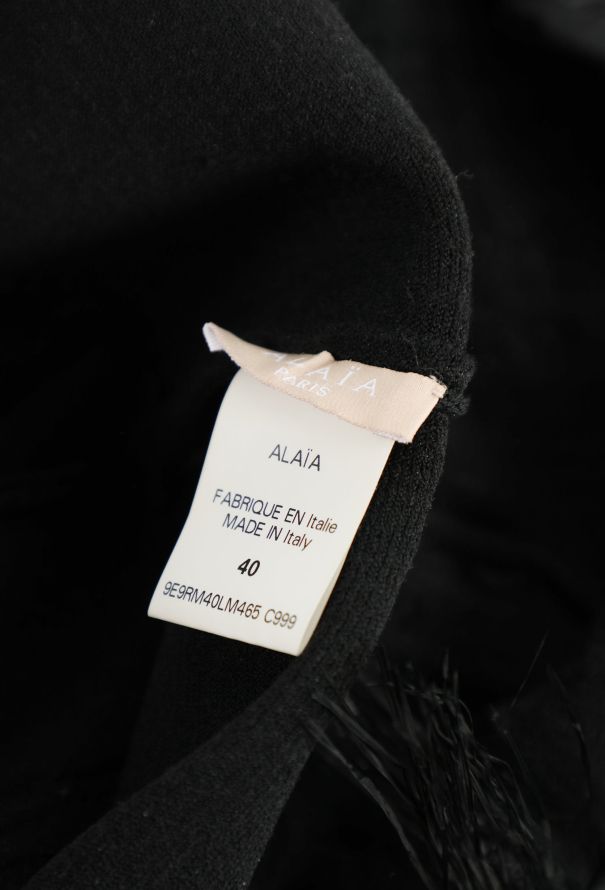 ALAÏA
PARIS
ALAÏA
FABRIQUE EN Italie
MADE IN Italy
40
9E9RM40LM465 C999